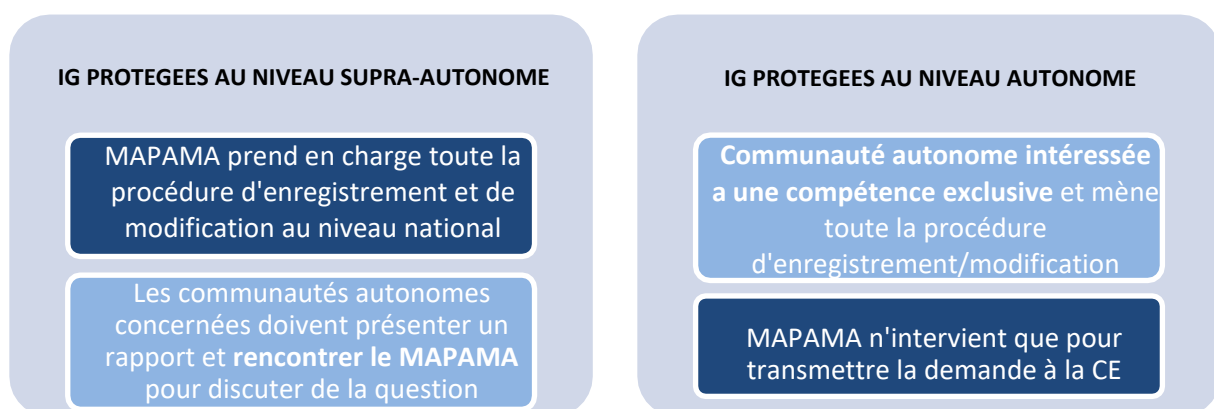 IG PROTEGEES AU NIVEAU SUPRA-AUTONOME
MAPAMA prend en charge toute la
procédure d'enregistrement et de
modification au niveau national
Les communautés autonomes
concernées doivent présenter un
rapport et rencontrer le MAPAMA
pour discuter de la question
IG PROTEGEES AU NIVEAU AUTONOME
Communauté autonome intéressée
a une compétence exclusive et mène
toute la procédure
d'enregistrement/modification
MAPAMA n'intervient que pour
transmettre la demande à la CE